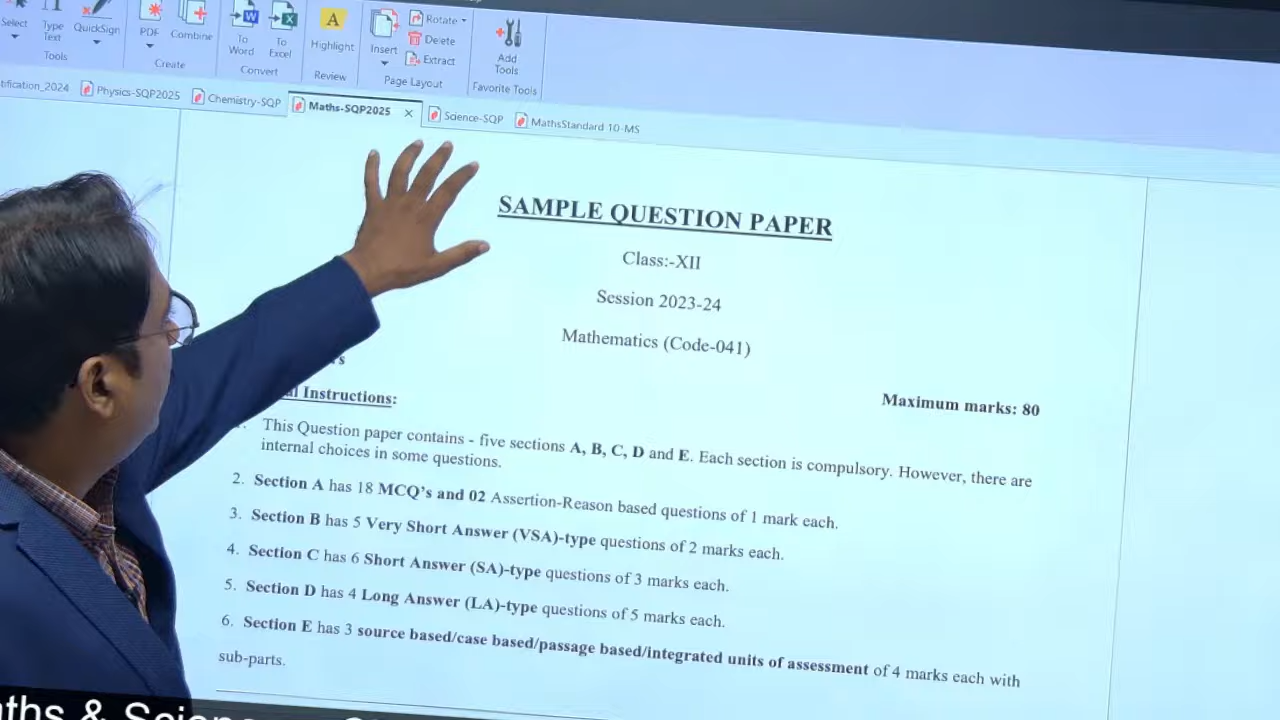 Select
Type
Text
QuickSign
Tools
PDF
Combine
Create
To
Word
To
Excel
Convert
Highlight
Review
Insert
Rotate
Delete
Extract
Page Layout
Add
Tools
Favorite Tools
tification_2024
Physics-SQP2025
Chemistry-SQP
Maths-SQP2025
Science-SQP
MathsStandard 10-MS
SAMPLE QUESTION PAPER
Class:-XII
Session 2023-24
Mathematics (Code-041)
Maximum marks: 80
Instructions:
This Question paper contains - five sections A, B, C, D and E. Each section is compulsory. However, there are
internal choices in some questions.
2. Section A has 18 MCQ's and 02 Assertion-Reason based questions of 1 mark each.
3. Section B has 5 Very Short Answer (VSA)-type questions of 2 marks each.
4. Section C has 6 Short Answer (SA)-type questions of 3 marks each.
5. Section D has 4 Long Answer (LA)-type questions of 5 marks each.
6. Section E has 3 source based/case based/passage based/integrated units of assessment of 4 marks each with
sub-parts.